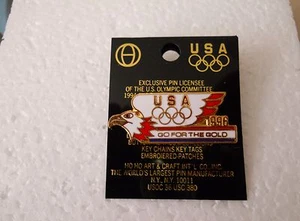 USA
EXCLUSIVE PIN LICENSEE
OF THE U.S. OLYMPIC COMMITTEE
USA
1996
GO FOR THE GOLD
KEY CHAINS KEY TAGS
EMBROIERED PATCHES
HO HO ART & CRAFT INT'L CO. INC.
THE WORLD'S LARGEST PIN MANUFACTURER
N.Y., N.Y. 10011
USOC 36 USC 380